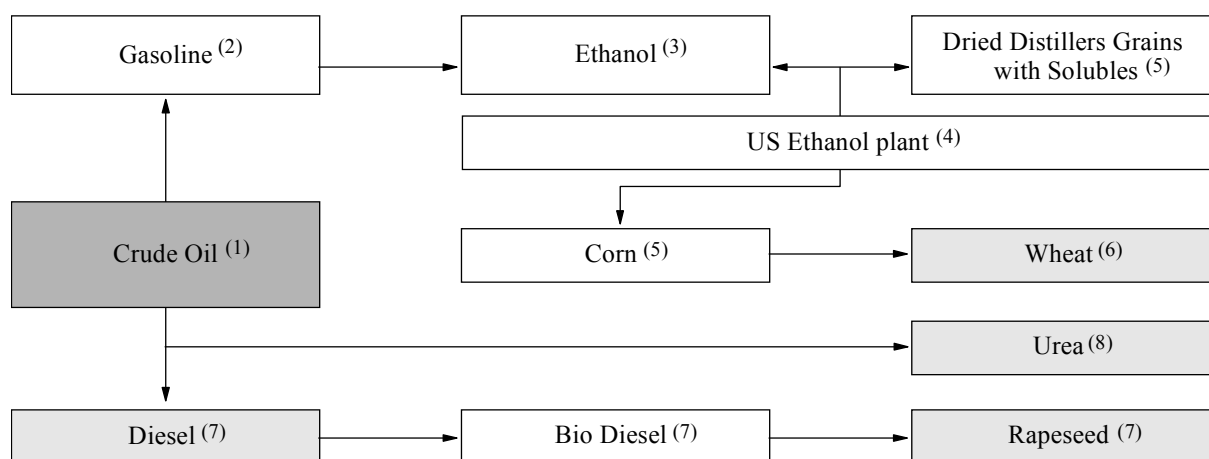 Gasoline (2)
Ethanol (3)
Dried Distillers Grains
with Solubles (5)
US Ethanol plant (4)
Crude Oil (1)
Corn (5)
Wheat (6)
Urea (8)
Diesel (7)
Bio Diesel (7)
Rapeseed (7)